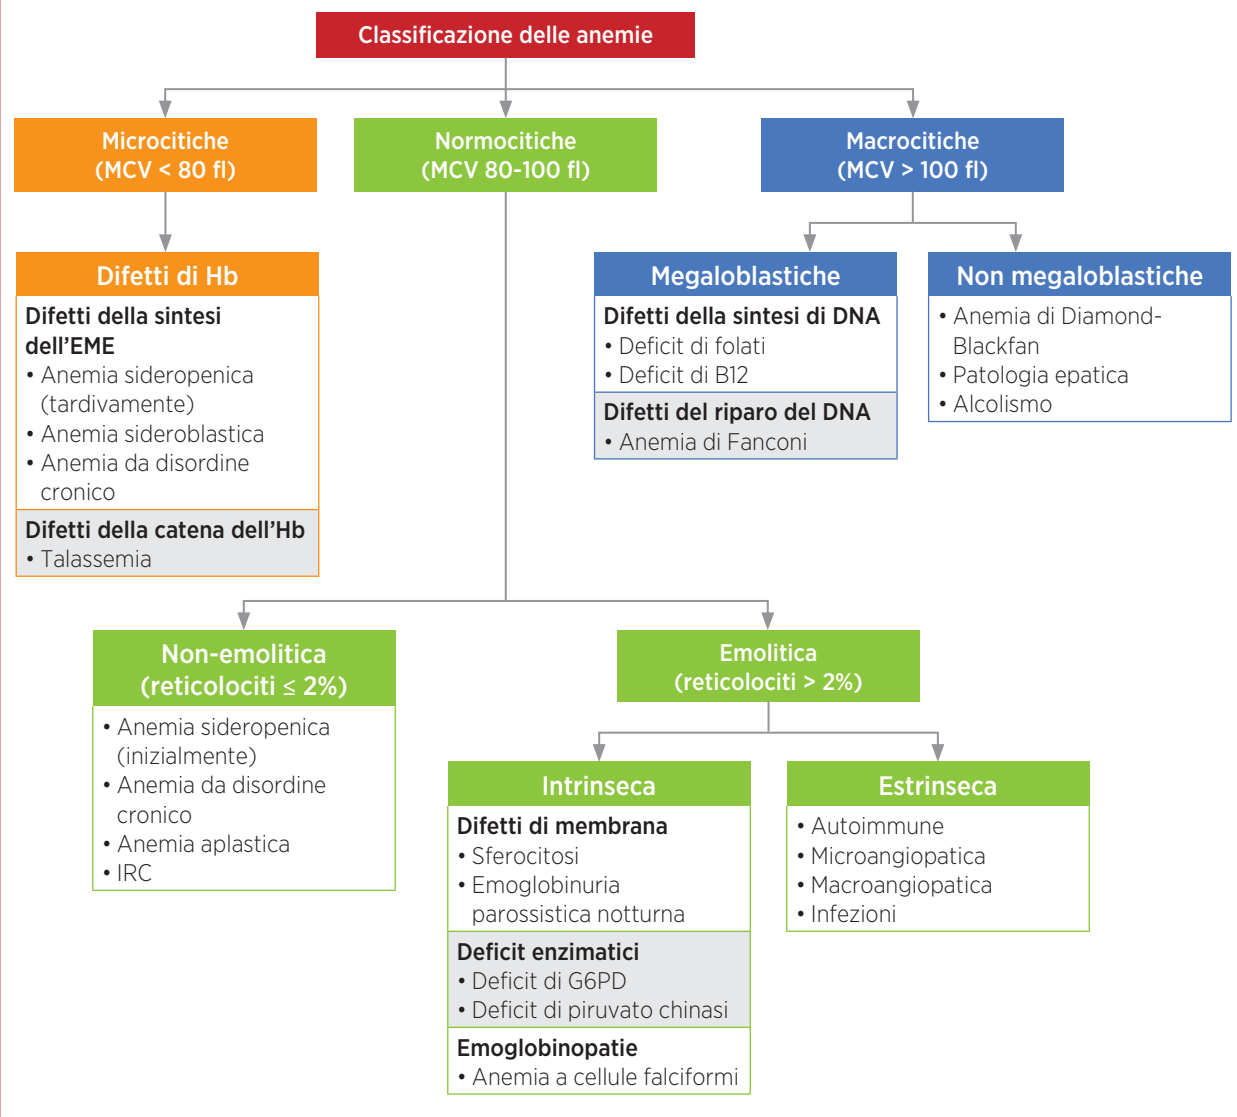 Classificazione delle anemie
Microcitiche
(MCV < 80 fl)
Normocitiche
(MCV 80-100 fl)
Macrocitiche
(MCV > 100 fl)
Difetti di Hb
Difetti della sintesi
dell’EME
• Anemia sideropenica
(tardivamente)
• Anemia sideroblastica
• Anemia da disordine
cronico
Difetti della catena dell’Hb
• Talassemia
Megaloblastiche
Difetti della sintesi di DNA
• Deficit di folati
• Deficit di B12
Difetti del riparo del DNA
• Anemia di Fanconi
Non megaloblastiche
• Anemia di Diamond-
Blackfan
• Patologia epatica
• Alcolismo
Non-emolitica
(reticolociti ≤ 2%)
• Anemia sideropenica
(inizialmente)
• Anemia da disordine
cronico
• Anemia aplastica
• IRC
Emolitica
(reticolociti > 2%)
Intrinseca
Difetti di membrana
• Sferocitosi
• Emoglobinuria
parossistica notturna
Deficit enzimatici
• Deficit di G6PD
• Deficit di piruvato chinasi
Emoglobinopatie
• Anemia a cellule falciformi
Estrinseca
• Autoimmune
• Microangiopatica
• Macroangiopatica
• Infezioni